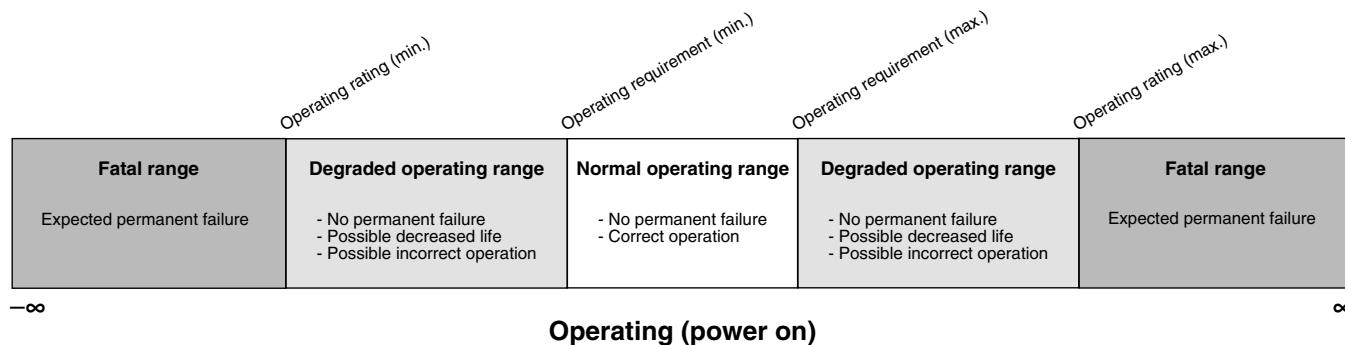 Operating rating (min.)
Operating requirement (min.)
Operating requirement (max.)
Operating rating (max.)
Fatal range
Expected permanent failure
Degraded operating range
- No permanent failure
- Possible decreased life
- Possible incorrect operation
Normal operating range
- No permanent failure
- Correct operation
Degraded operating range
- No permanent failure
- Possible decreased life
- Possible incorrect operation
Fatal range
Expected permanent failure
–∞
∞
Operating (power on)